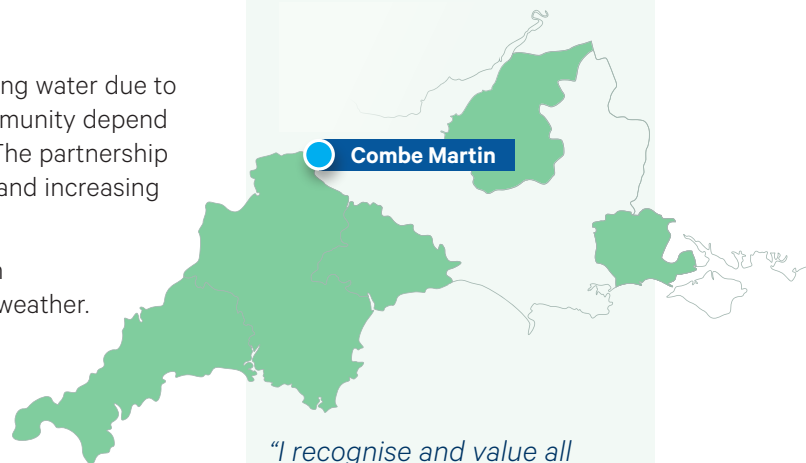 ng water due to
munity depend
The partnership
and increasing
weather.
Combe Martin
"I recognise and value all